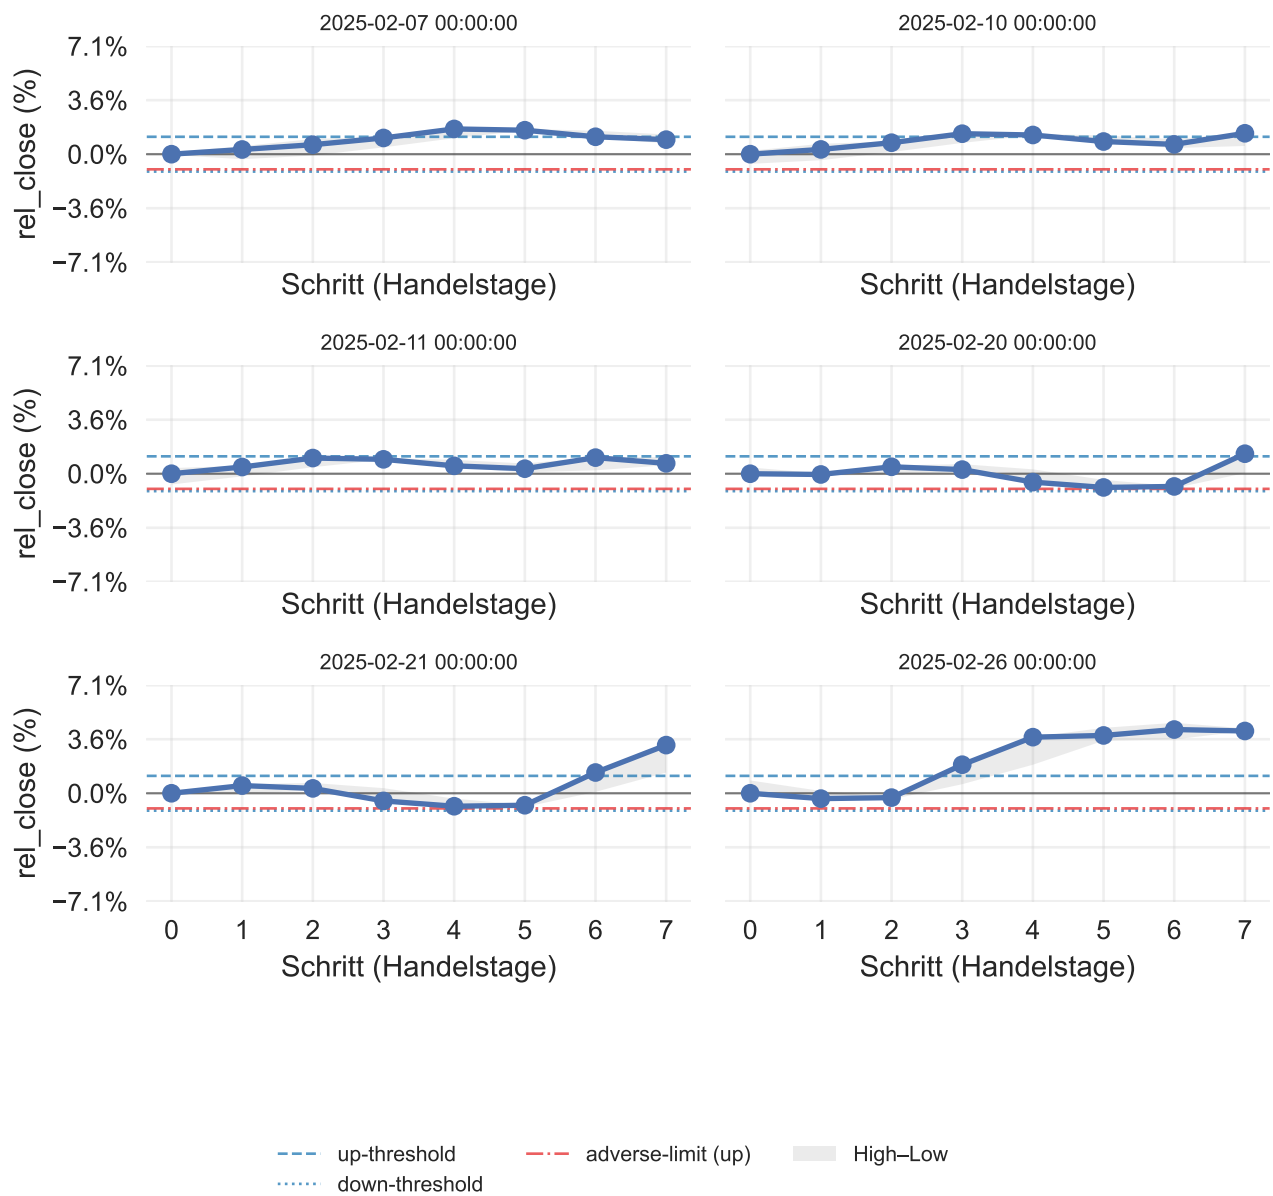 2025-02-07 00:00:00
2025-02-10 00:00:00
7.1%
3.6%
0.0%
−3.6%
−7.1%
rel_close (%)
Schritt (Handelstage)
Schritt (Handelstage)
2025-02-11 00:00:00
2025-02-20 00:00:00
7.1%
3.6%
0.0%
−3.6%
−7.1%
rel_close (%)
Schritt (Handelstage)
Schritt (Handelstage)
2025-02-21 00:00:00
2025-02-26 00:00:00
7.1%
3.6%
0.0%
−3.6%
−7.1%
rel_close (%)
0 1 2 3 4 5 6 7
0 1 2 3 4 5 6 7
Schritt (Handelstage)
Schritt (Handelstage)
up-threshold
down-threshold
adverse-limit (up)
High–Low